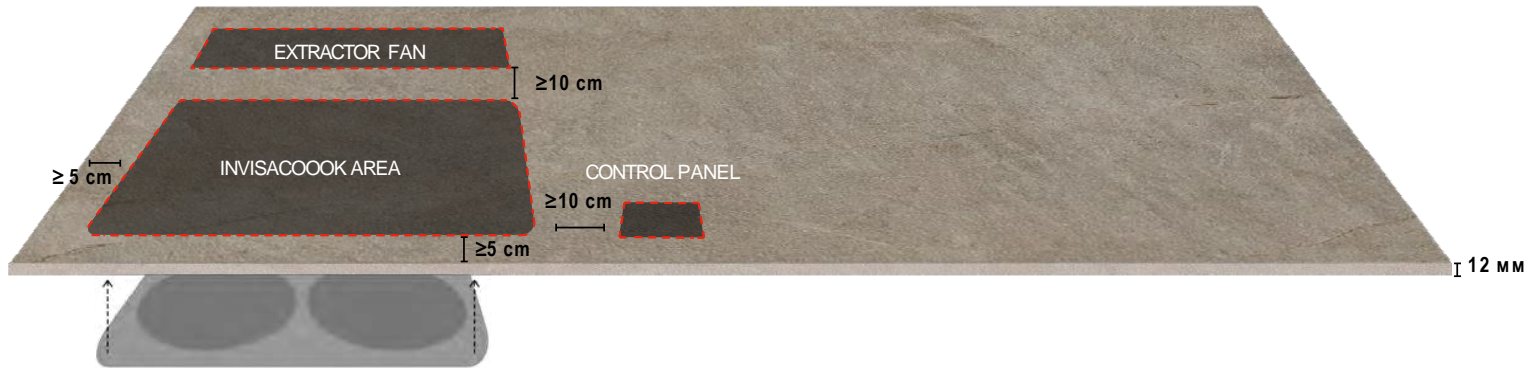 EXTRACTOR FAN
≥10 cm
INVISACOOOK AREA
CONTROL PANEL
≥ 5 cm
≥10 cm
≥5 cm
12 мм